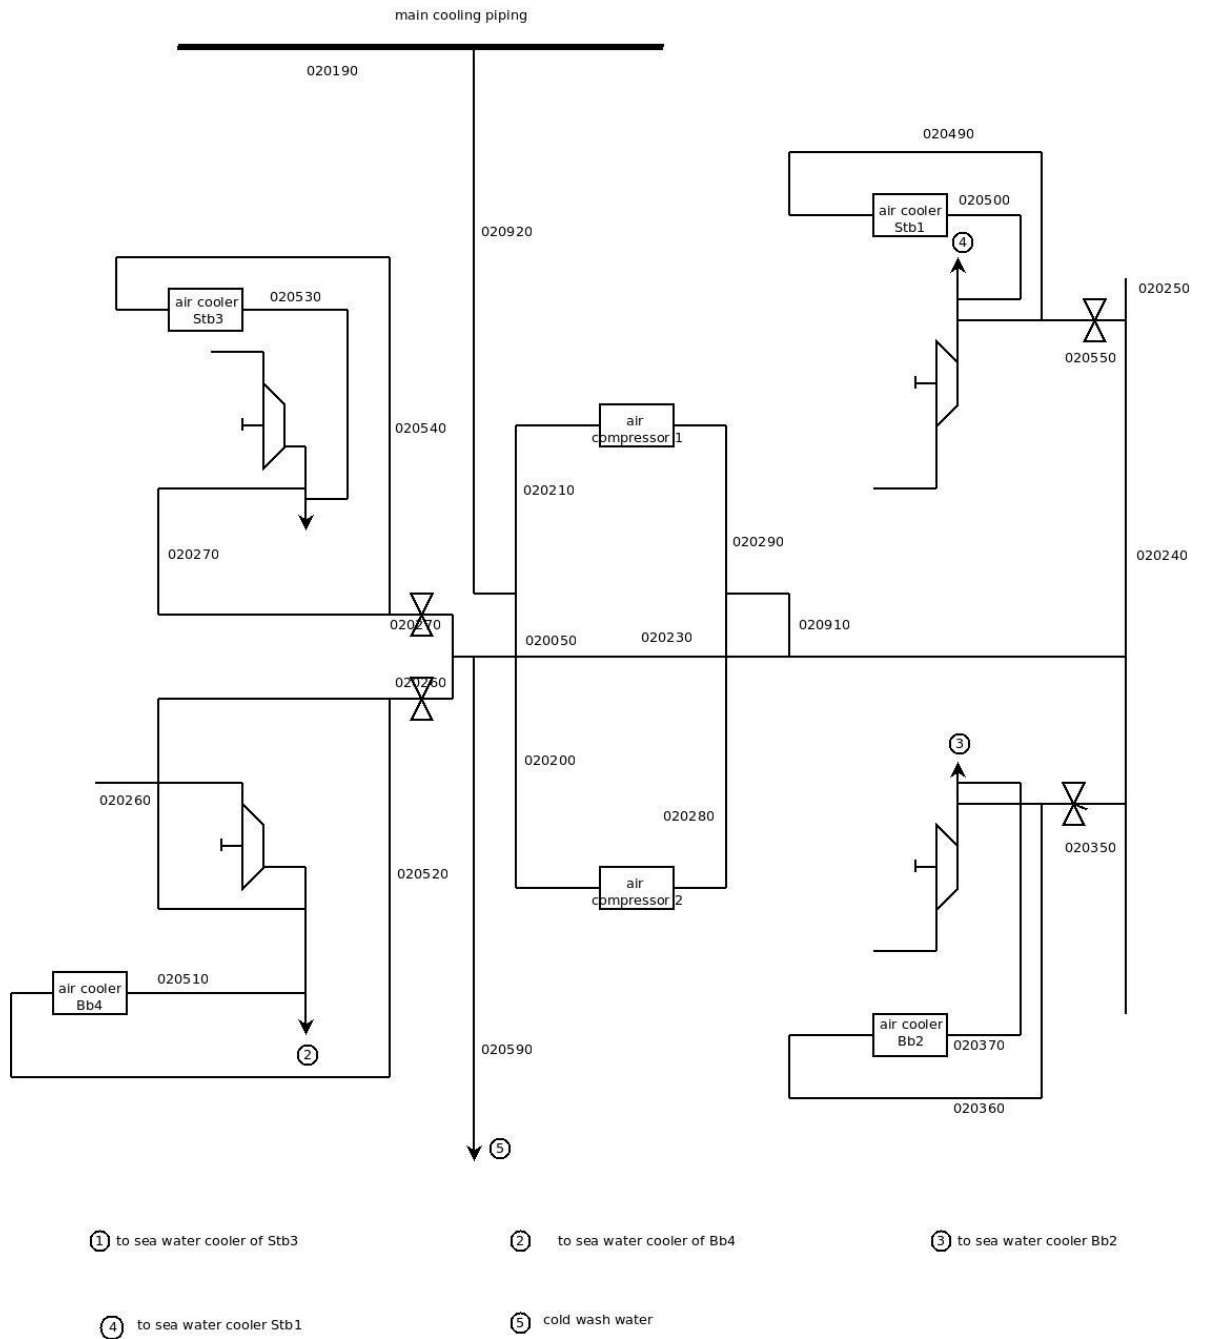 main cooling piping
020190
020490
020500
air cooler
Stb1
4
020920
020250
020530
air cooler
Stb3
020550
020540
air
compressor 1
020210
020290
020270
020240
020270
020050
020230
020910
020260
3
020200
020260
020280
020350
020520
air
compressor 2
020510
air cooler
Bb4
air cooler
Bb2
020370
2
020590
020360
5
1 to sea water cooler of Stb3
2 to sea water cooler of Bb4
3 to sea water cooler Bb2
4 to sea water cooler Stb1
5 cold wash water